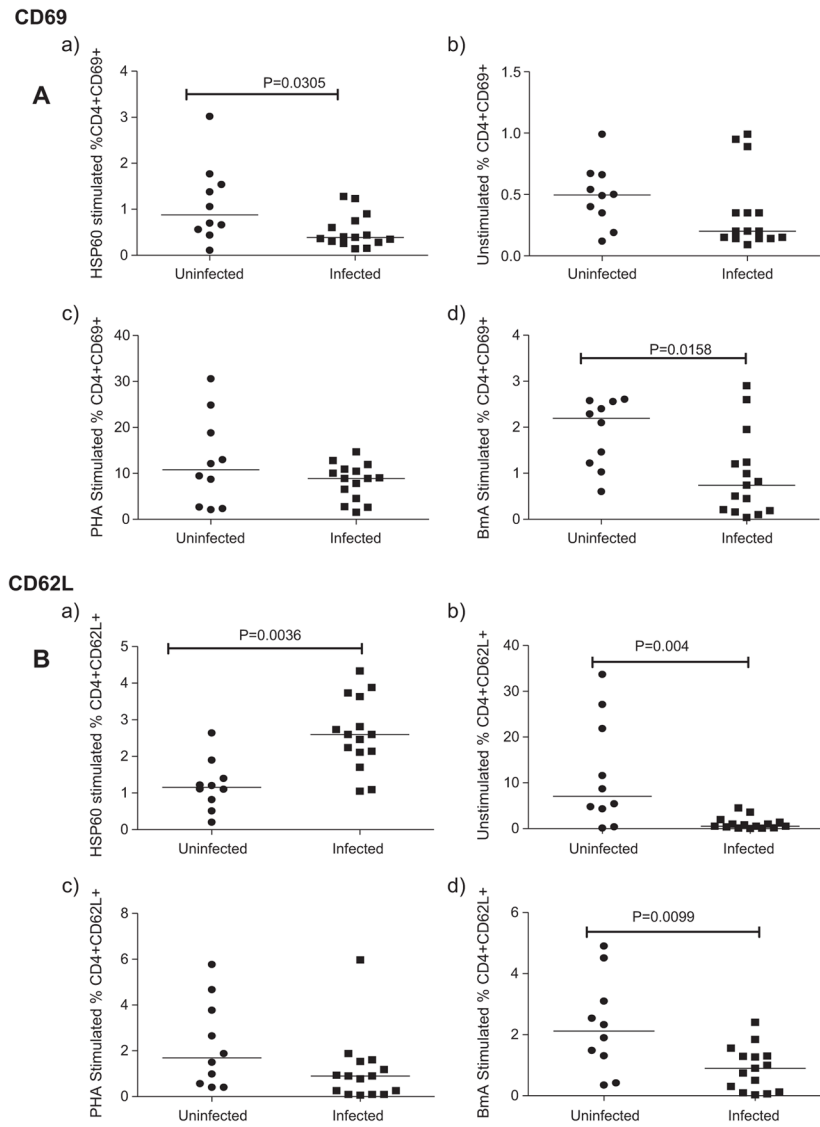 CD69
A
a)
HSP60 stimulated %CD4+CD69+
4
3
2
1
0
P=0.0305
Uninfected
Infected
b)
Unstimulated % CD4+CD69+
1.5
1.0
0.5
0.0
Uninfected
Infected
c)
PHA Stimulated % CD4+CD69+
40
30
20
10
0
Uninfected
Infected
d)
BmA Stimulated % CD4+CD69+
4
3
2
1
0
P=0.0158
Uninfected
Infected
CD62L
B
a)
HSP60 stimulated % CD4+CD62L+
5
4
3
2
1
0
P=0.0036
Uninfected
Infected
b)
Unstimulated % CD4+CD62L+
40
30
20
10
0
P=0.004
Uninfected
Infected
c)
PHA Stimulated % CD4+CD62L+
8
6
4
2
0
Uninfected
Infected
d)
BmA Stimulated % CD4+CD62L+
6
4
2
0
P=0.0099
Uninfected
Infected